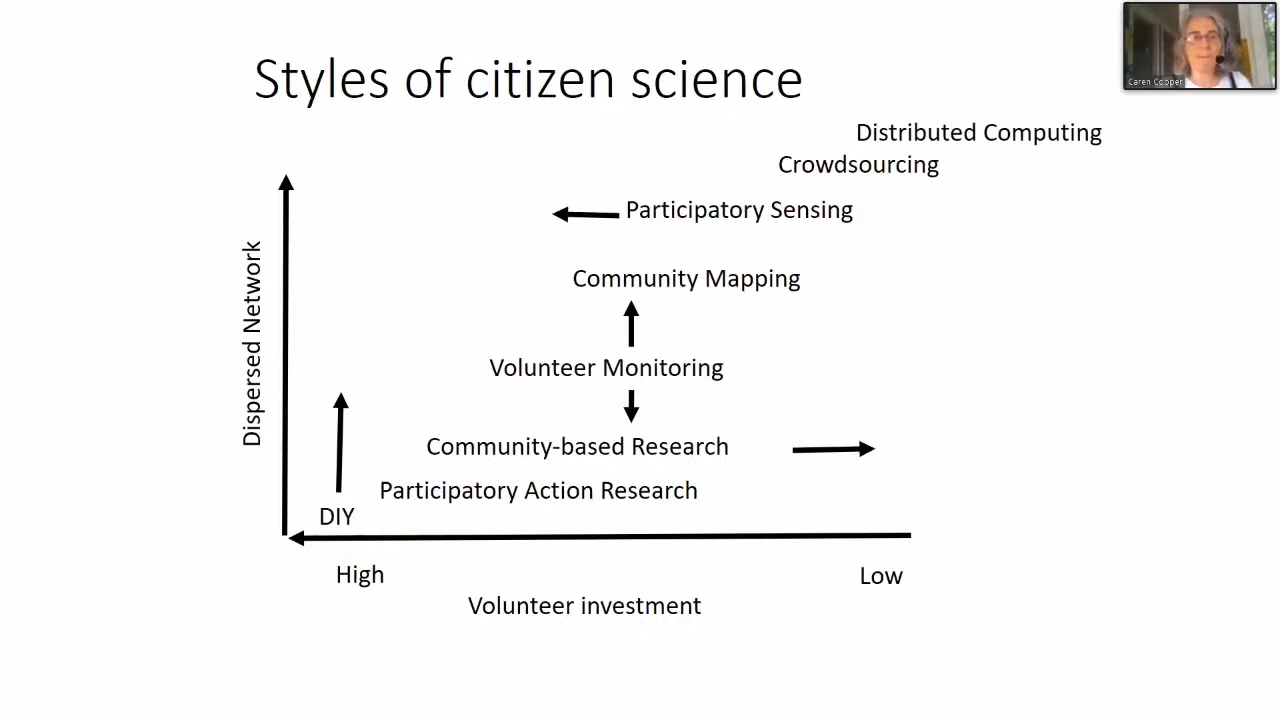 Styles of citizen science
Caren Cooper
Distributed Computing
Crowdsourcing
Participatory Sensing
Community Mapping
Dispersed Network
Volunteer Monitoring
Community-based Research
Participatory Action Research
DIY
High
Low
Volunteer investment